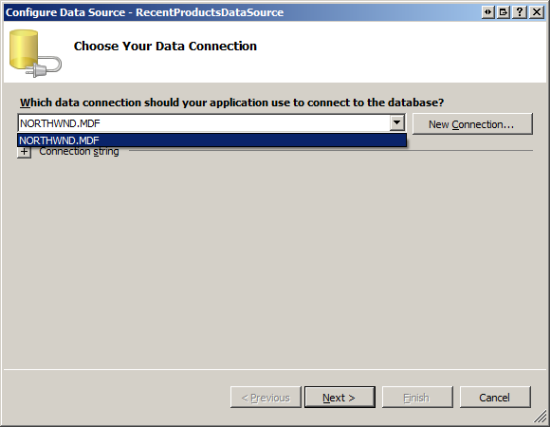 Configure Data Source - RecentProductsDataSource
Choose Your Data Connection
Which data connection should your application use to connect to the database?
NORTHWND.MDF
New Connection...
NORTHWND.MDF
+ Connection string
< Previous
Next >
Finish
Cancel